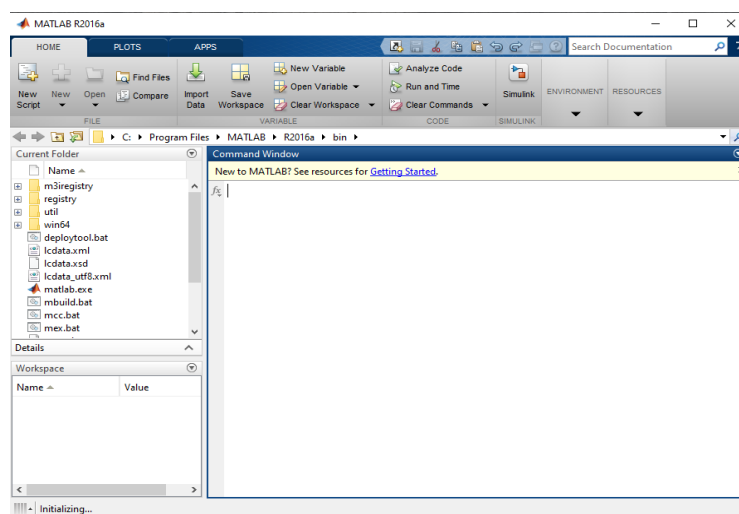 MATLAB R2016a
HOME PLOTS APPS Search Documentation
New Script New Open Find Files Compare Import Data Save Workspace New Variable Open Variable Clear Workspace Analyze Code Run and Time Clear Commands Simulink ENVIRONMENT RESOURCES
FILE VARIABLE CODE SIMULINK
C: Program Files MATLAB R2016a bin
Current Folder
Name
m3iregistry
registry
util
win64
deploytool.bat
lcdata.xml
lcdata.xsd
lcdata_utf8.xml
matlab.exe
mbuild.bat
mcc.bat
mex.bat
Details
Workspace
Name Value
Command Window
New to MATLAB? See resources for Getting Started.
fx
Initializing...